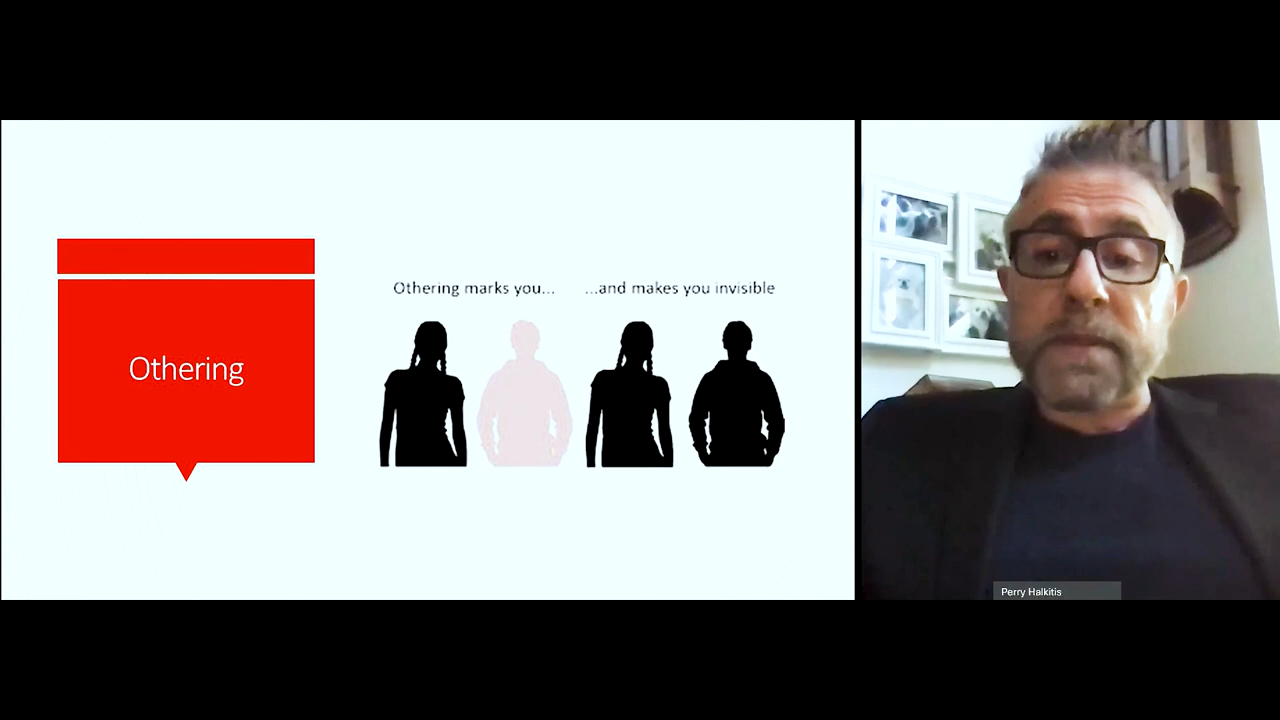 Othering
Othering marks you...
...and makes you invisible
Perry Halkitis